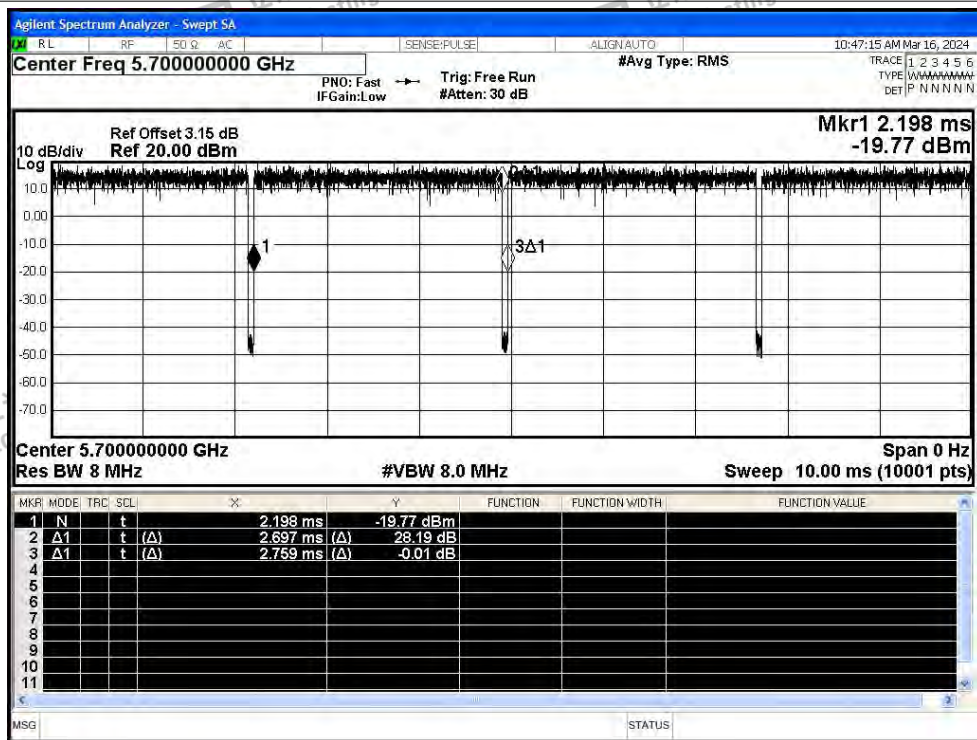 Agilent Spectrum Analyzer - Swept SA
RL RF 50 Ω AC SENSE:PULSE ALIGN AUTO 10:47:15 AM Mar 16, 2024
Center Freq 5.700000000 GHz #Avg Type: RMS TRACE 1 2 3 4 5 6
PNO: Fast Trig: Free Run TYPE WWWWWW
IFGain:Low #Atten: 30 dB DET P N N N N N
Mkr1 2.198 ms
Ref Offset 3.15 dB
10 dB/div Ref 20.00 dBm -19.77 dBm
Log
10.0
0.00
-10.0
1
3Δ1
-20.0
-30.0
-40.0
-50.0
-60.0
-70.0
Center 5.700000000 GHz Span 0 Hz
Res BW 8 MHz #VBW 8.0 MHz Sweep 10.00 ms (10001 pts)
MKR MODE TRC SCL X Y FUNCTION FUNCTION WIDTH FUNCTION VALUE
1 N t 2.198 ms -19.77 dBm
2 Δ1 t (Δ) 2.697 ms (Δ) 28.19 dB
3 Δ1 t (Δ) 2.759 ms (Δ) -0.01 dB
4
5
6
7
8
9
10
11
MSG STATUS